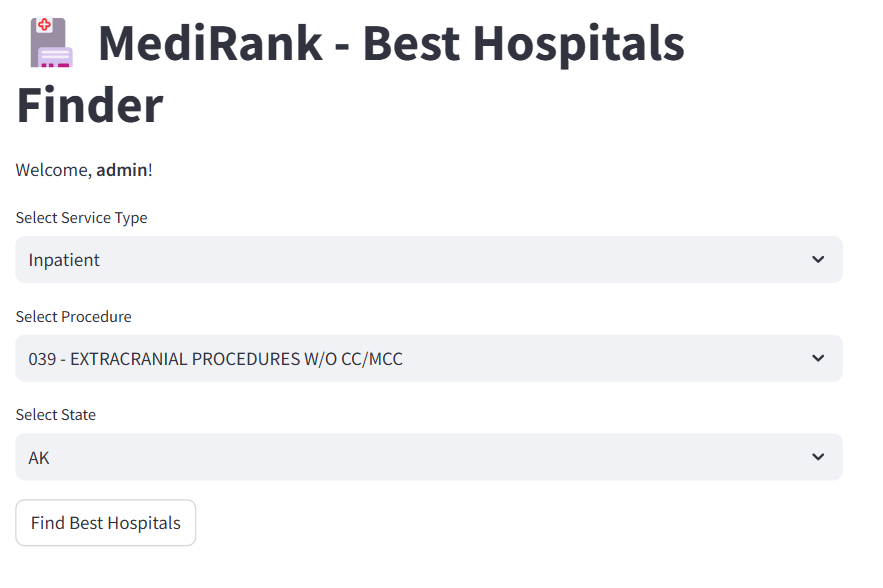 MediRank - Best Hospitals
Finder
Welcome, admin!
Select Service Type
Inpatient
Select Procedure
039 - EXTRACRANIAL PROCEDURES W/O CC/MCC
Select State
AK
Find Best Hospitals